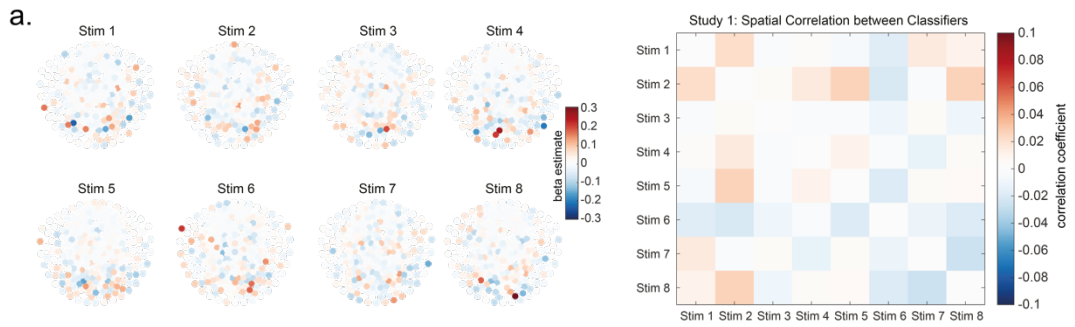 a.
Stim 1
Stim 2
Stim 3
Stim 4
Stim 5
Stim 6
Stim 7
Stim 8
0.3
0.2
0.1
0
-0.1
-0.2
-0.3
beta estimate
Study 1: Spatial Correlation between Classifiers
Stim 1
Stim 2
Stim 3
Stim 4
Stim 5
Stim 6
Stim 7
Stim 8
Stim 1 Stim 2 Stim 3 Stim 4 Stim 5 Stim 6 Stim 7 Stim 8
0.1
0.08
0.06
0.04
0.02
0
-0.02
-0.04
-0.06
-0.08
-0.1
correlation coefficient